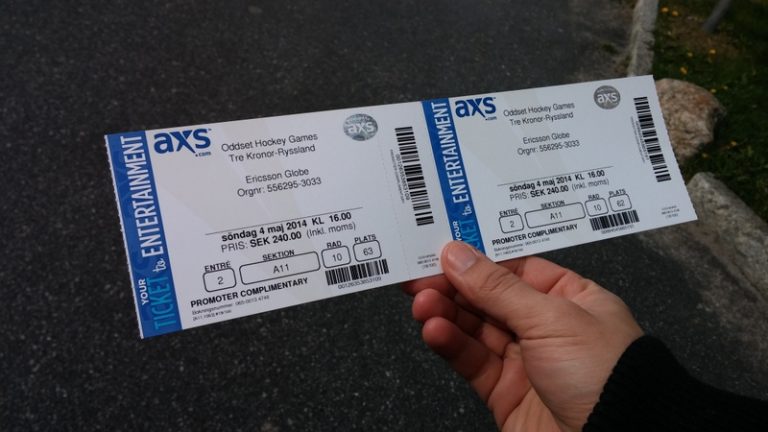 YOUR
TICKET to ENTERTAINMENT
axs
.com
Oddset Hockey Games
Tre Kronor-Ryssland
axs
Ericsson Globe
Orgnr: 556295-3033
söndag 4 maj 2014 KL 16.00
PRIS: SEK 240.00 (Inkl. moms)
ENTRÉ
SEKTION
RAD
PLATS
2
A11
10
63
PROMOTER COMPLIMENTARY
YOUR
TICKET to ENTERTAINMENT
axs
.com
Oddset Hockey Games
Tre Kronor-Ryssland
axs
Ericsson Globe
Orgnr: 556295-3033
söndag 4 maj 2014 KL 16.00
PRIS: SEK 240.00 (Inkl. moms)
ENTRÉ
SEKTION
RAD
PLATS
2
A11
10
62
PROMOTER COMPLIMENTARY